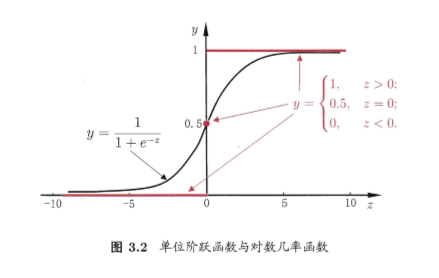 y
1
0.5
y = 1 / (1 + e^{-z})
y = { 1, z > 0;
0.5, z = 0;
0, z < 0.
-10 -5 0 5 10 z
图 3.2 单位阶跃函数与对数几率函数